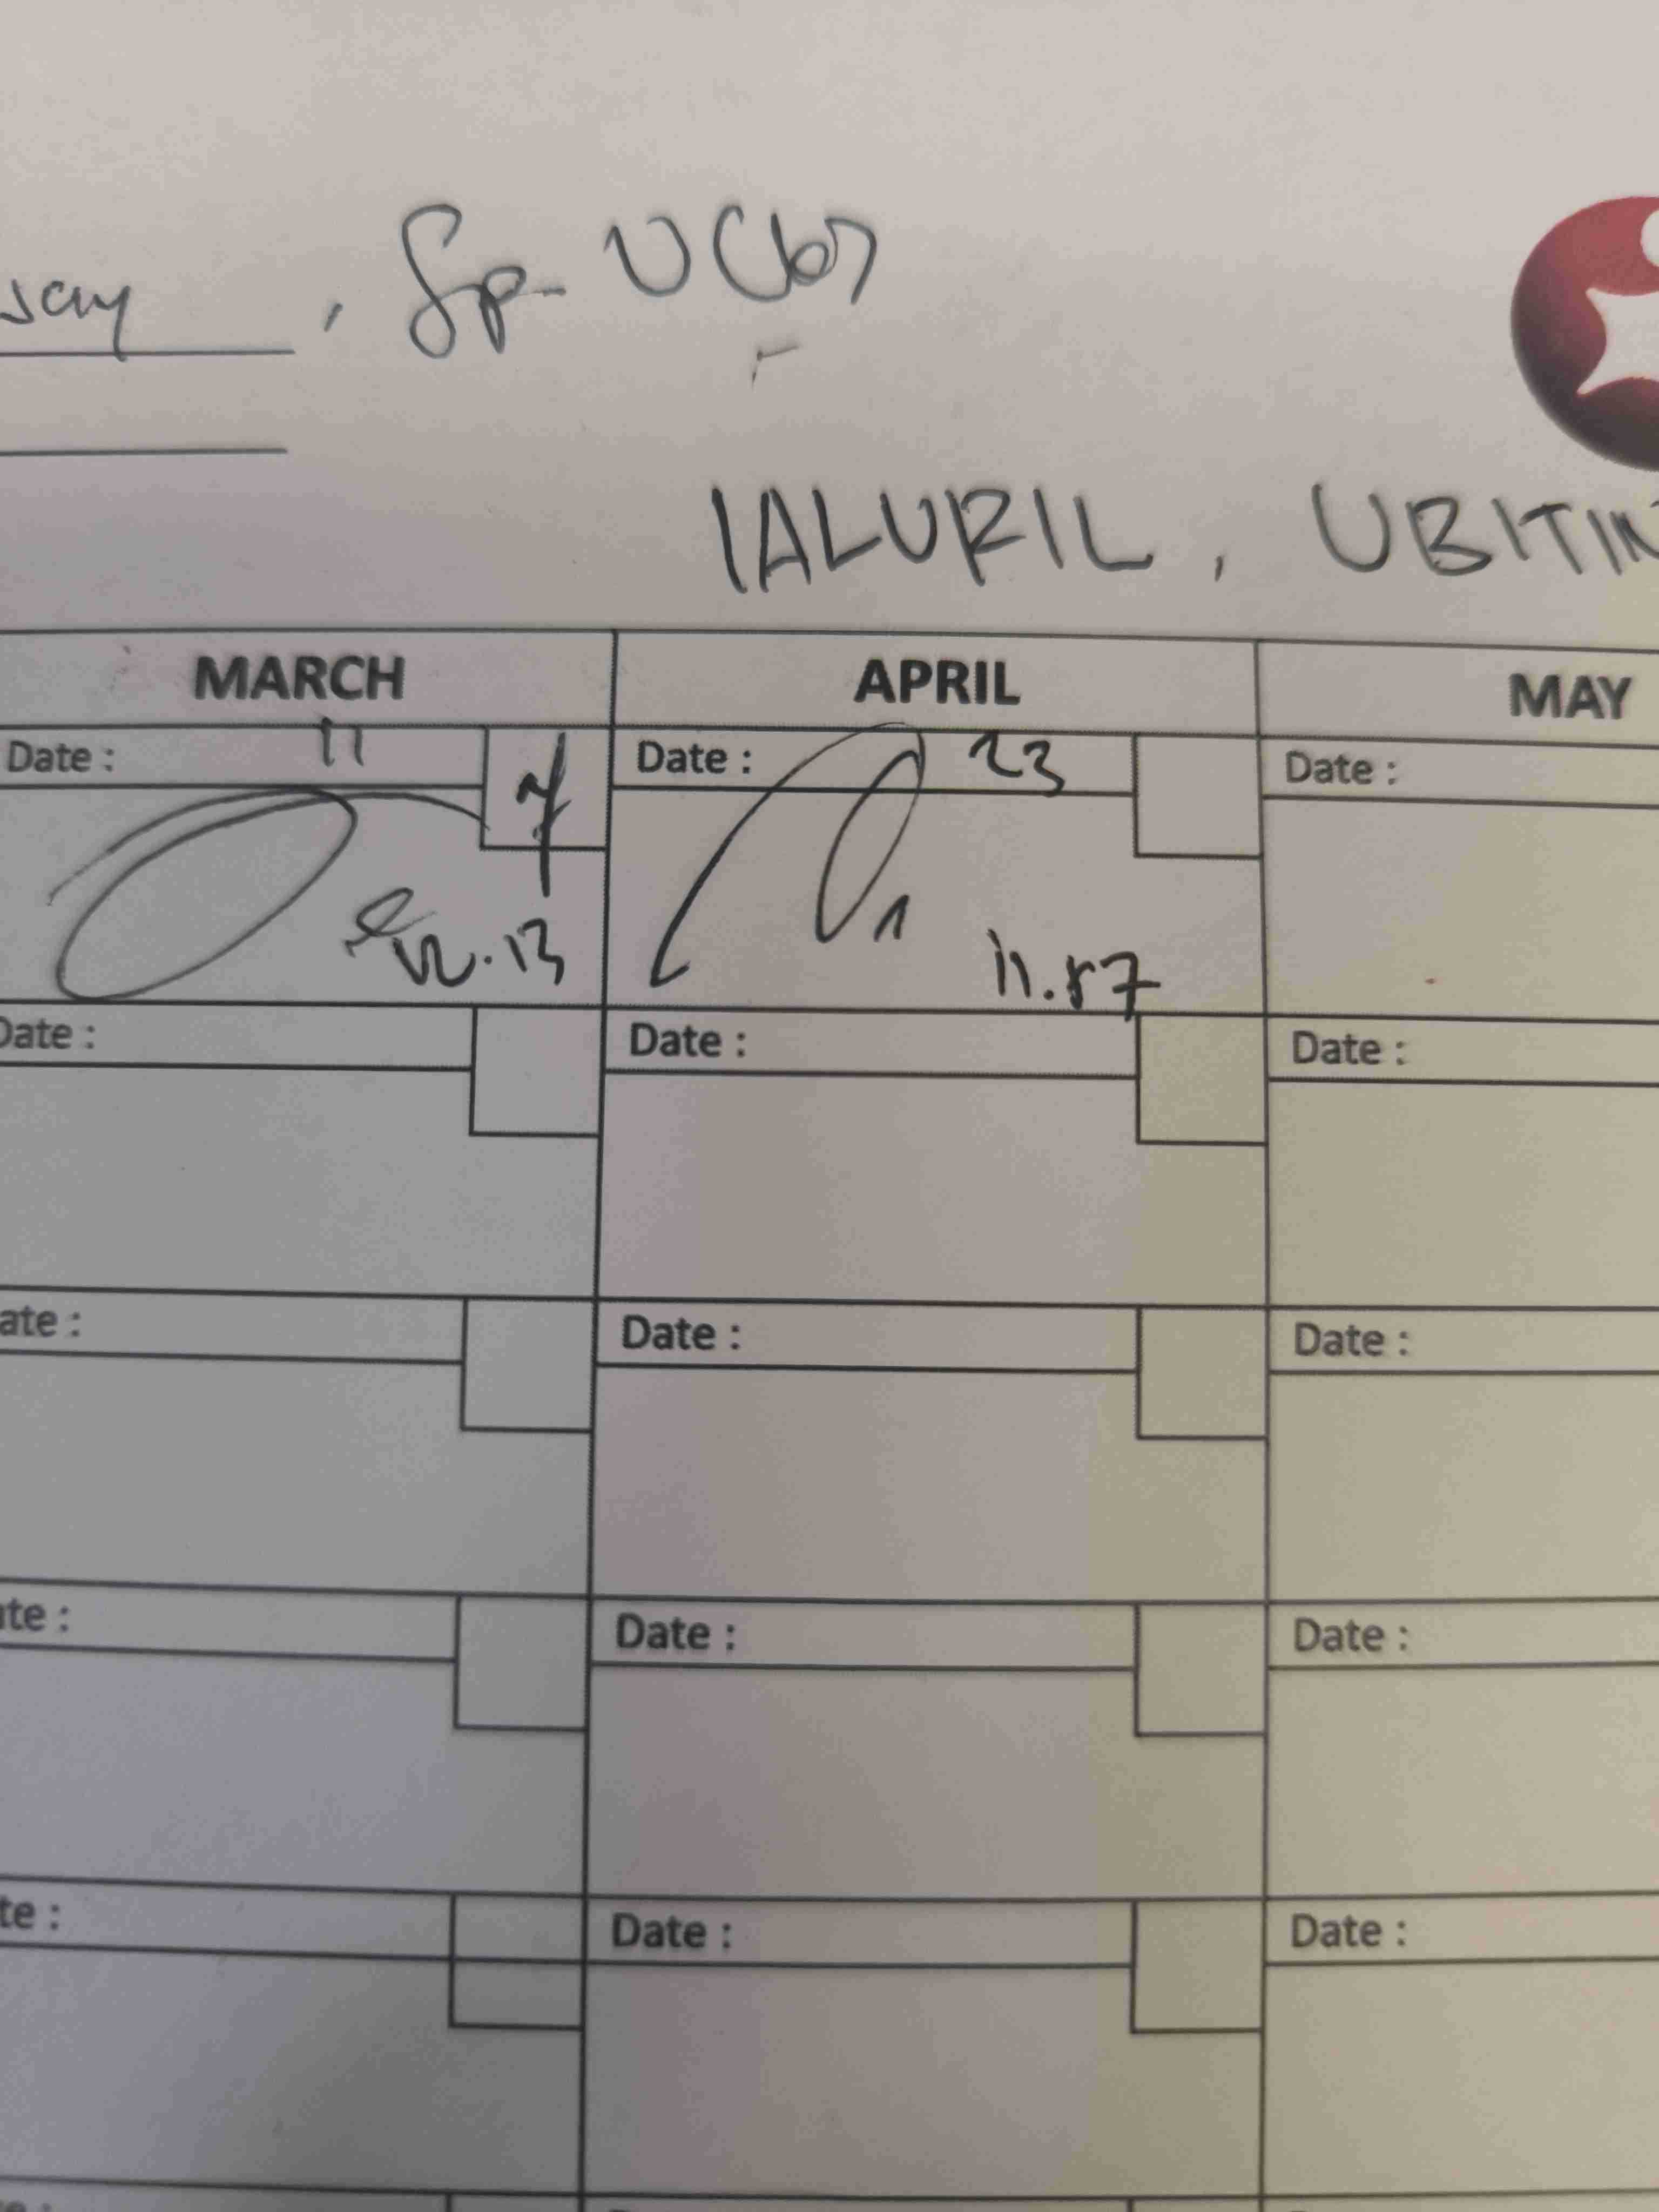 , Sp. U (K)
IALURIL, UBITIN
MARCH APRIL MAY
Date : 11 Date : 23 Date :
12.13 11.57
Date : Date : Date :
ate : Date : Date :
te : Date : Date :
te : Date : Date :